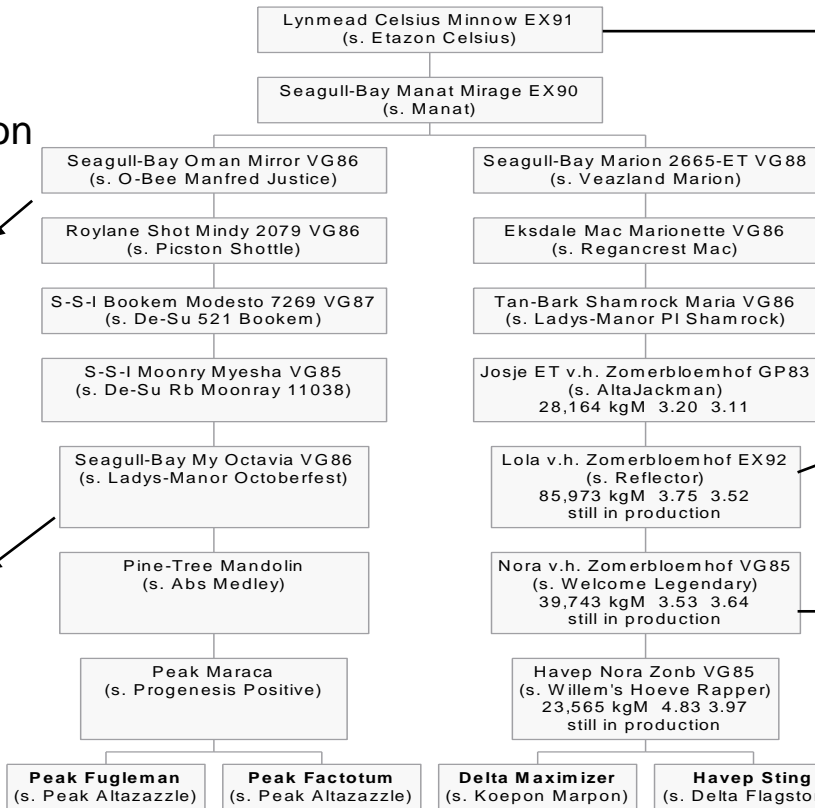 Lynmead Celsius Minnow EX91
(s. Etazon Celsius)
Seagull-Bay Manat Mirage EX90
(s. Manat)
on
Seagull-Bay Oman Mirror VG86
(s. O-Bee Manfred Justice)
Seagull-Bay Marion 2665-ET VG88
(s. Veazland Marion)
Roylane Shot Mindy 2079 VG86
(s. Picston Shottle)
Eksdale Mac Marionette VG86
(s. Regancrest Mac)
S-S-I Bookem Modesto 7269 VG87
(s. De-Su 521 Bookem)
Tan-Bark Shamrock Maria VG86
(s. Ladys-Manor Pl Shamrock)
S-S-I Moonry Myesha VG85
(s. De-Su Rb Moonray 11038)
Josje ET v.h. Zomerbloemhof GP83
(s. AltaJackman)
28,164 kgM 3.20 3.11
Seagull-Bay My Octavia VG86
(s. Ladys-Manor Octoberfest)
Lola v.h. Zomerbloemhof EX92
(s. Reflector)
85,973 kgM 3.75 3.52
still in production
Pine-Tree Mandolin
(s. Abs Medley)
Nora v.h. Zomerbloemhof VG85
(s. Welcome Legendary)
39,743 kgM 3.53 3.64
still in production
Peak Maraca
(s. Progenesis Positive)
Havep Nora Zonb VG85
(s. Willem's Hoeve Rapper)
23,565 kgM 4.83 3.97
still in production
Peak Fugleman
(s. Peak Altazazzle)
Peak Factotum
(s. Peak Altazazzle)
Delta Maximizer
(s. Koepon Marpon)
Havep Sting
(s. Delta Flagsto